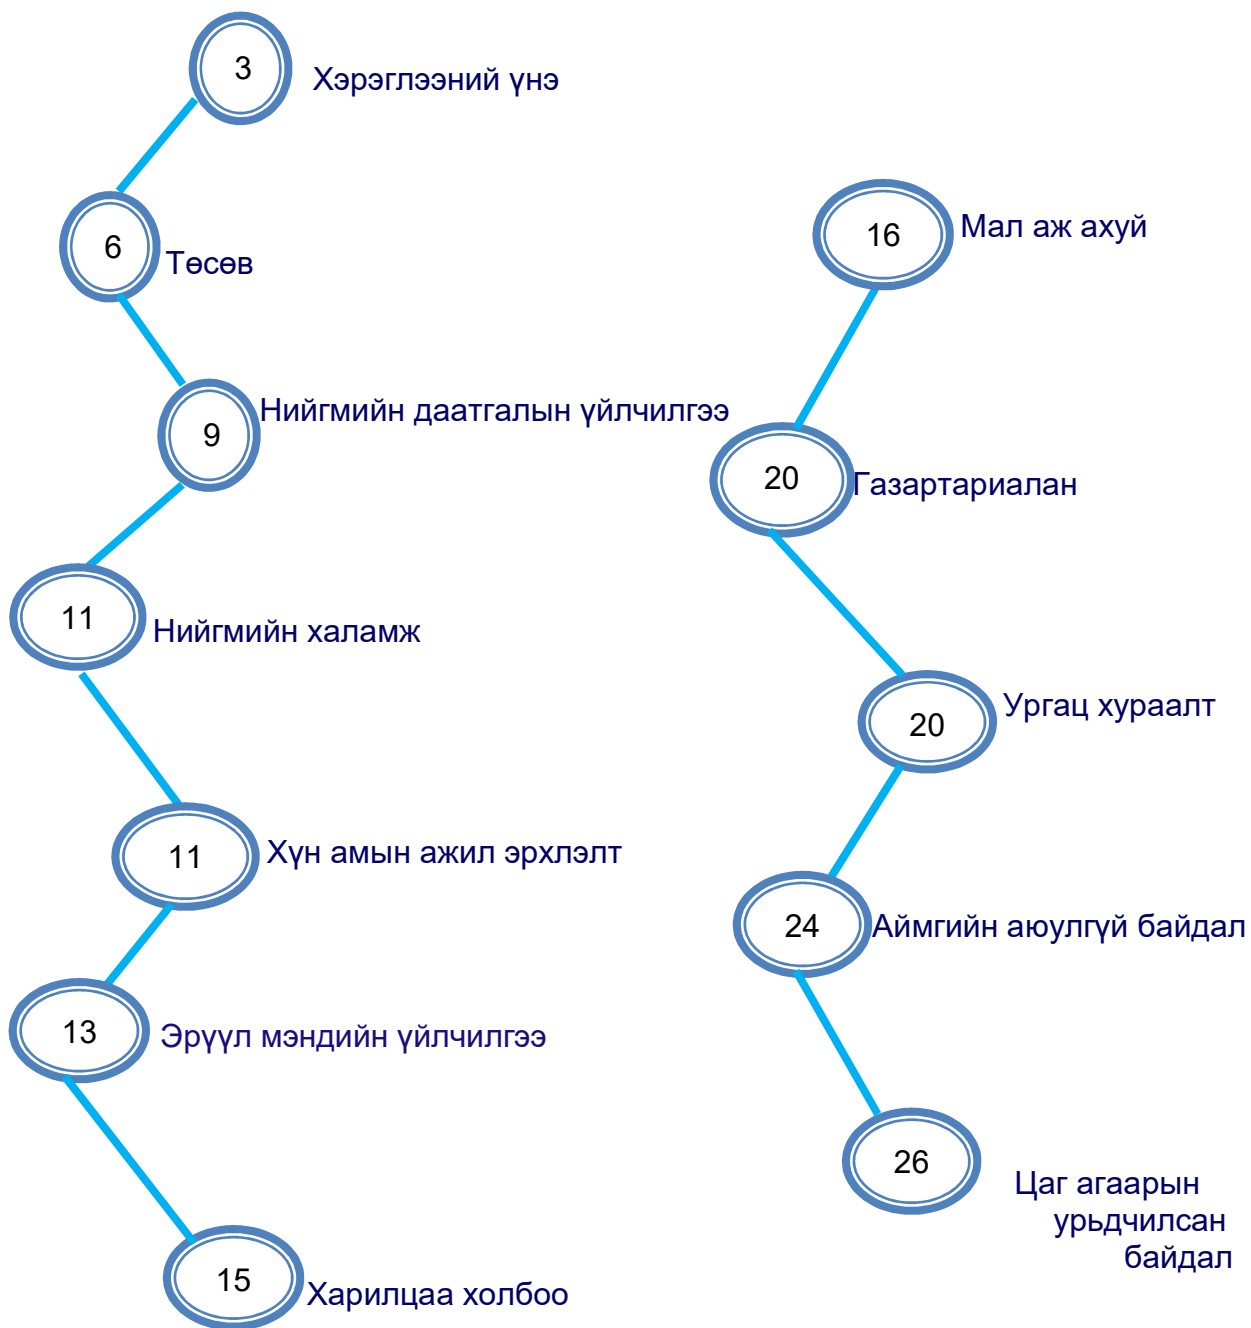 3
Хэрэглээний үнэ
6
Төсөв
9
Нийгмийн даатгалын үйлчилгээ
11
Нийгмийн халамж
11
Хүн амын ажил эрхлэлт
13
Эрүүл мэндийн үйлчилгээ
15
Харилцаа холбоо
16
Мал аж ахуй
20
Газартариалан
20
Ургац хураалт
24
Аймгийн аюулгүй байдал
26
Цаг агаарын
урьдчилсан
байдал